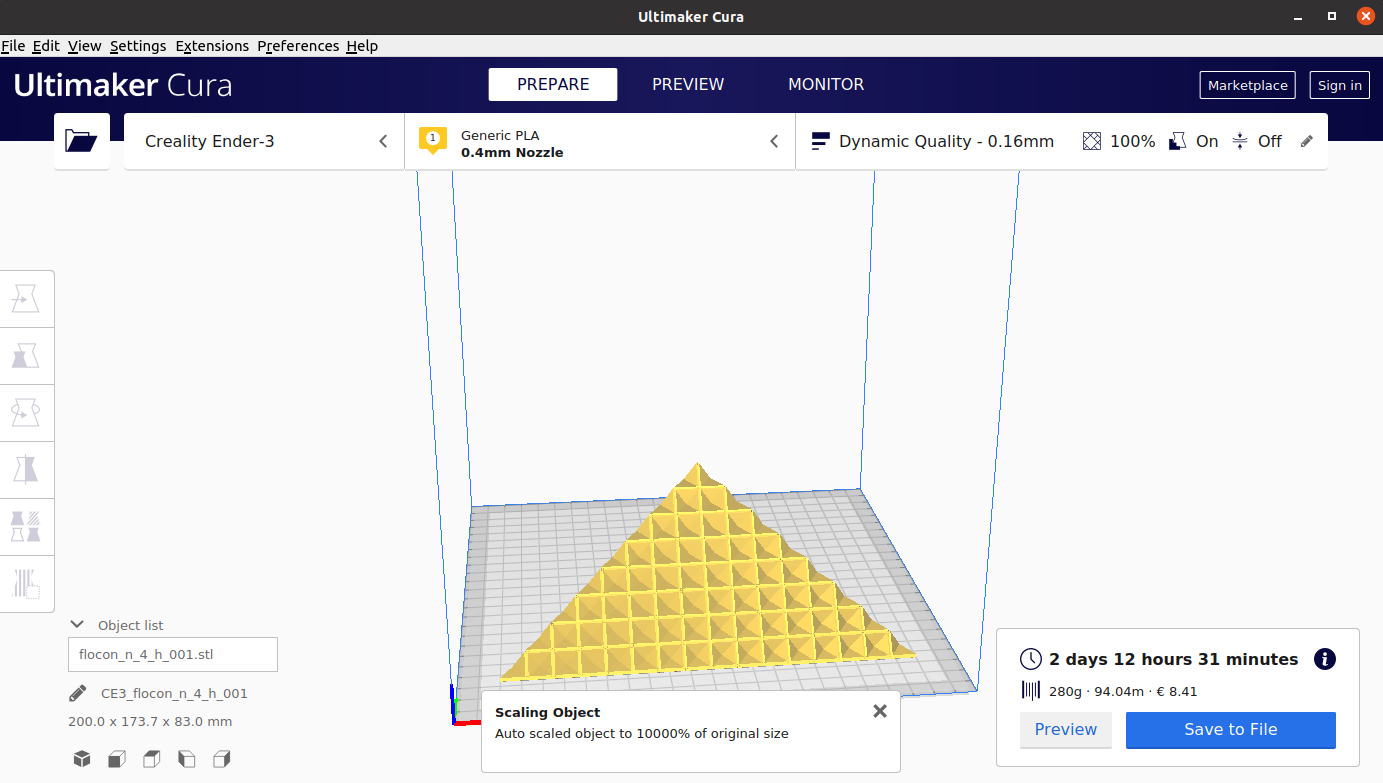 Ultimaker Cura
File Edit View Settings Extensions Preferences Help
Ultimaker Cura
PREPARE PREVIEW MONITOR
Marketplace Sign in
Creality Ender-3
1
Generic PLA
0.4mm Nozzle
Dynamic Quality - 0.16mm 100% On Off
Object list
flocon_n_4_h_001.stl
CE3_flocon_n_4_h_001
200.0 x 173.7 x 83.0 mm
Scaling Object
Auto scaled object to 10000% of original size
2 days 12 hours 31 minutes
280g · 94.04m · € 8.41
Preview Save to File